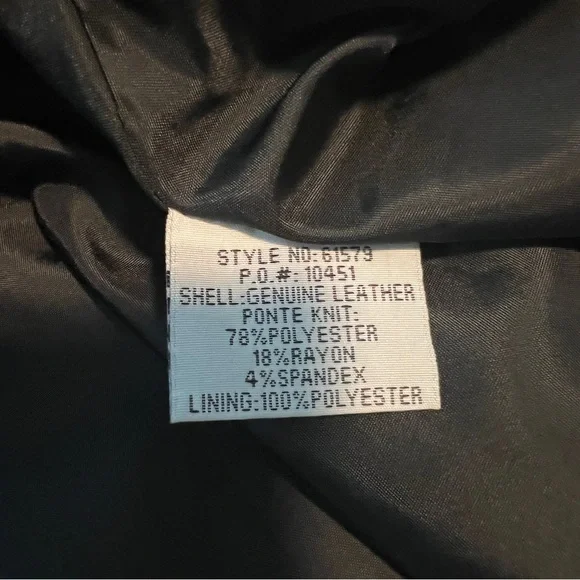 STYLE NO: 61579
P.O.#: 10451
SHELL:GENUINE LEATHER
PONTE KNIT:
78%POLYESTER
18%RAYON
4%SPANDEX
LINING:100%POLYESTER